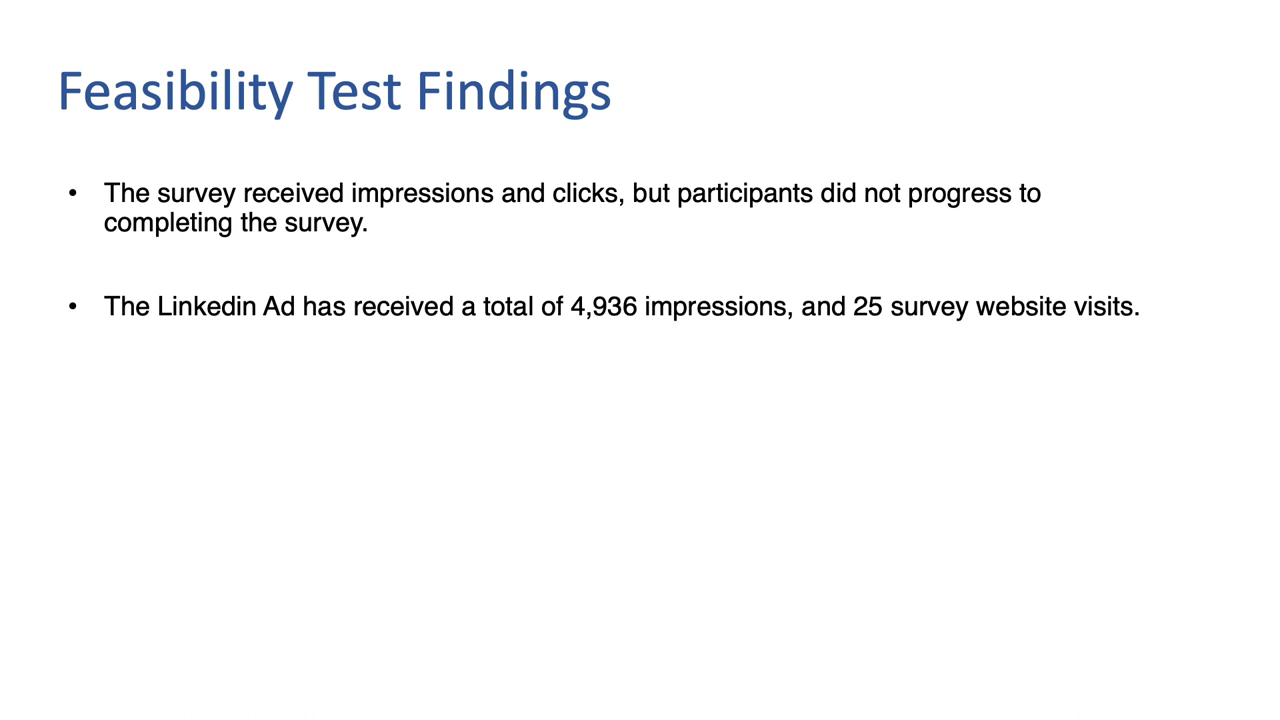 Feasibility Test Findings
• The survey received impressions and clicks, but participants did not progress to
completing the survey.
• The Linkedin Ad has received a total of 4,936 impressions, and 25 survey website visits.